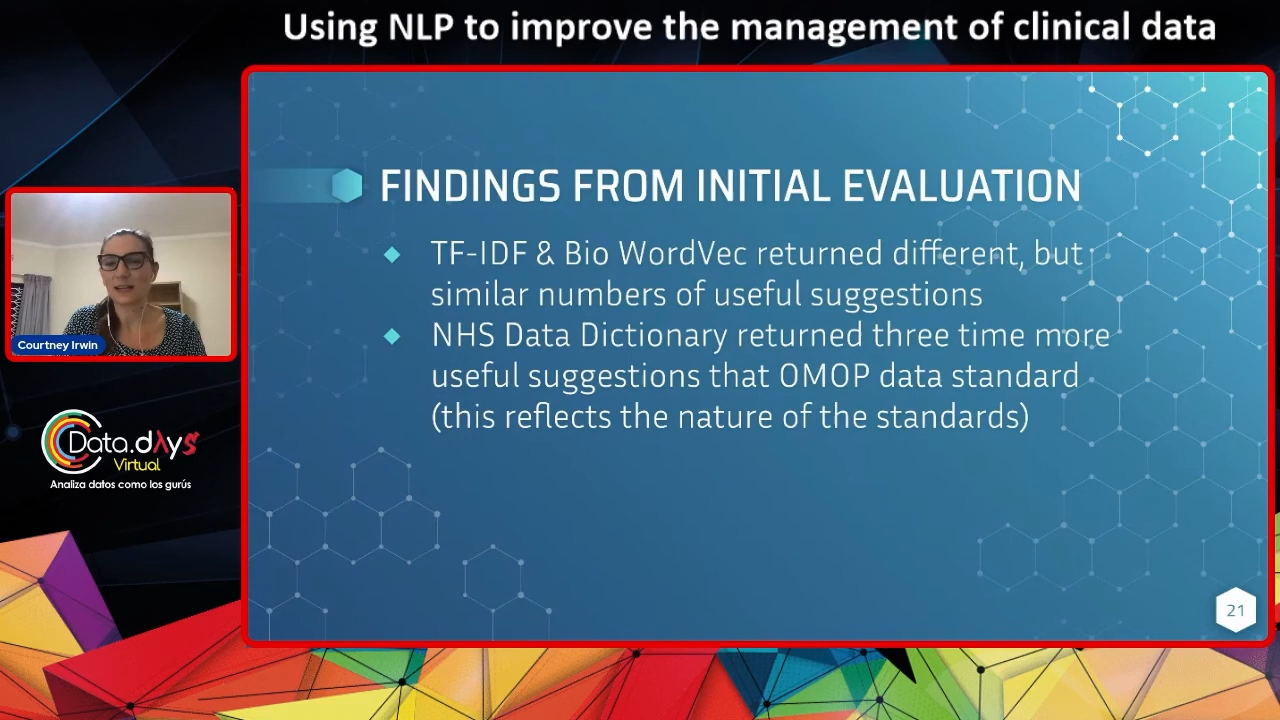 Using NLP to improve the management of clinical data
FINDINGS FROM INITIAL EVALUATION
TF-IDF & Bio WordVec returned different, but
similar numbers of useful suggestions
NHS Data Dictionary returned three time more
useful suggestions that OMOP data standard
(this reflects the nature of the standards)
Courtney Irwin
Data.dAys
Virtual
Analiza datos como los gurús
21